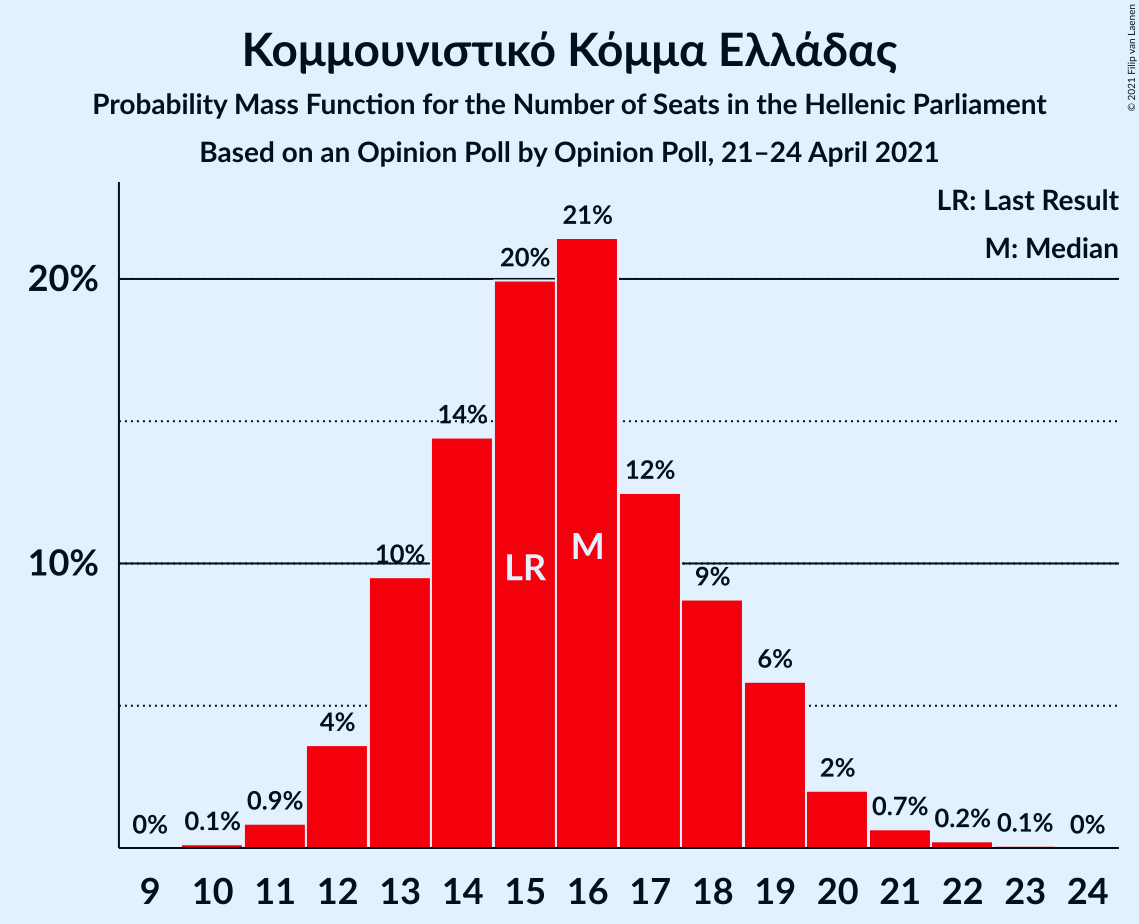 Κομμουνιστικό Κόμμα Ελλάδας
Probability Mass Function for the Number of Seats in the Hellenic Parliament
Based on an Opinion Poll by Opinion Poll, 21–24 April 2021
© 2021 Filip van Laenen
LR: Last Result
M: Median
20%
10%
0%
0.1%
0.9%
4%
10%
14%
20%
21%
12%
9%
6%
2%
0.7%
0.2%
0.1%
0%
LR
M
9 10 11 12 13 14 15 16 17 18 19 20 21 22 23 24